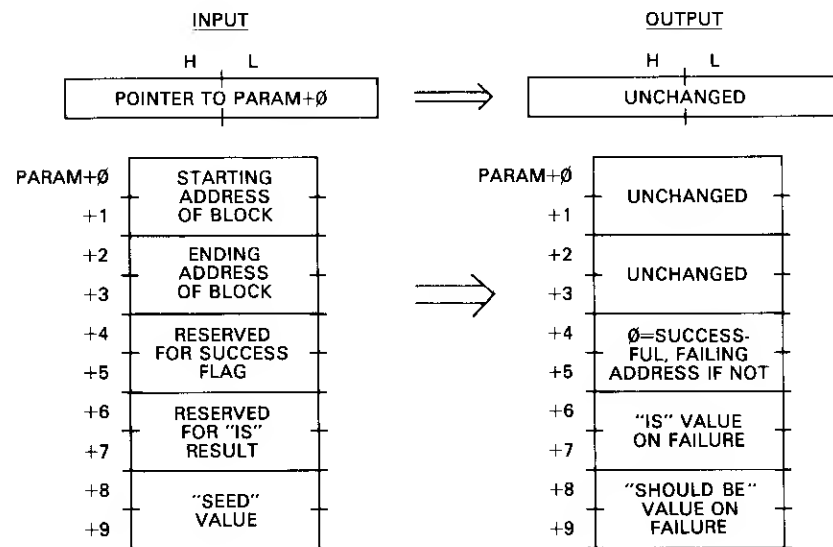 INPUT
OUTPUT
H L
H L
POINTER TO PARAM+Ø
UNCHANGED
PARAM+Ø
+1
STARTING
ADDRESS
OF BLOCK
+2
+3
ENDING
ADDRESS
OF BLOCK
+4
+5
RESERVED
FOR SUCCESS
FLAG
+6
+7
RESERVED
FOR "IS"
RESULT
+8
+9
"SEED"
VALUE
PARAM+Ø
+1
UNCHANGED
+2
+3
UNCHANGED
+4
+5
Ø=SUCCESS-
FUL, FAILING
ADDRESS IF NOT
+6
+7
"IS" VALUE
ON FAILURE
+8
+9
"SHOULD BE"
VALUE ON
FAILURE